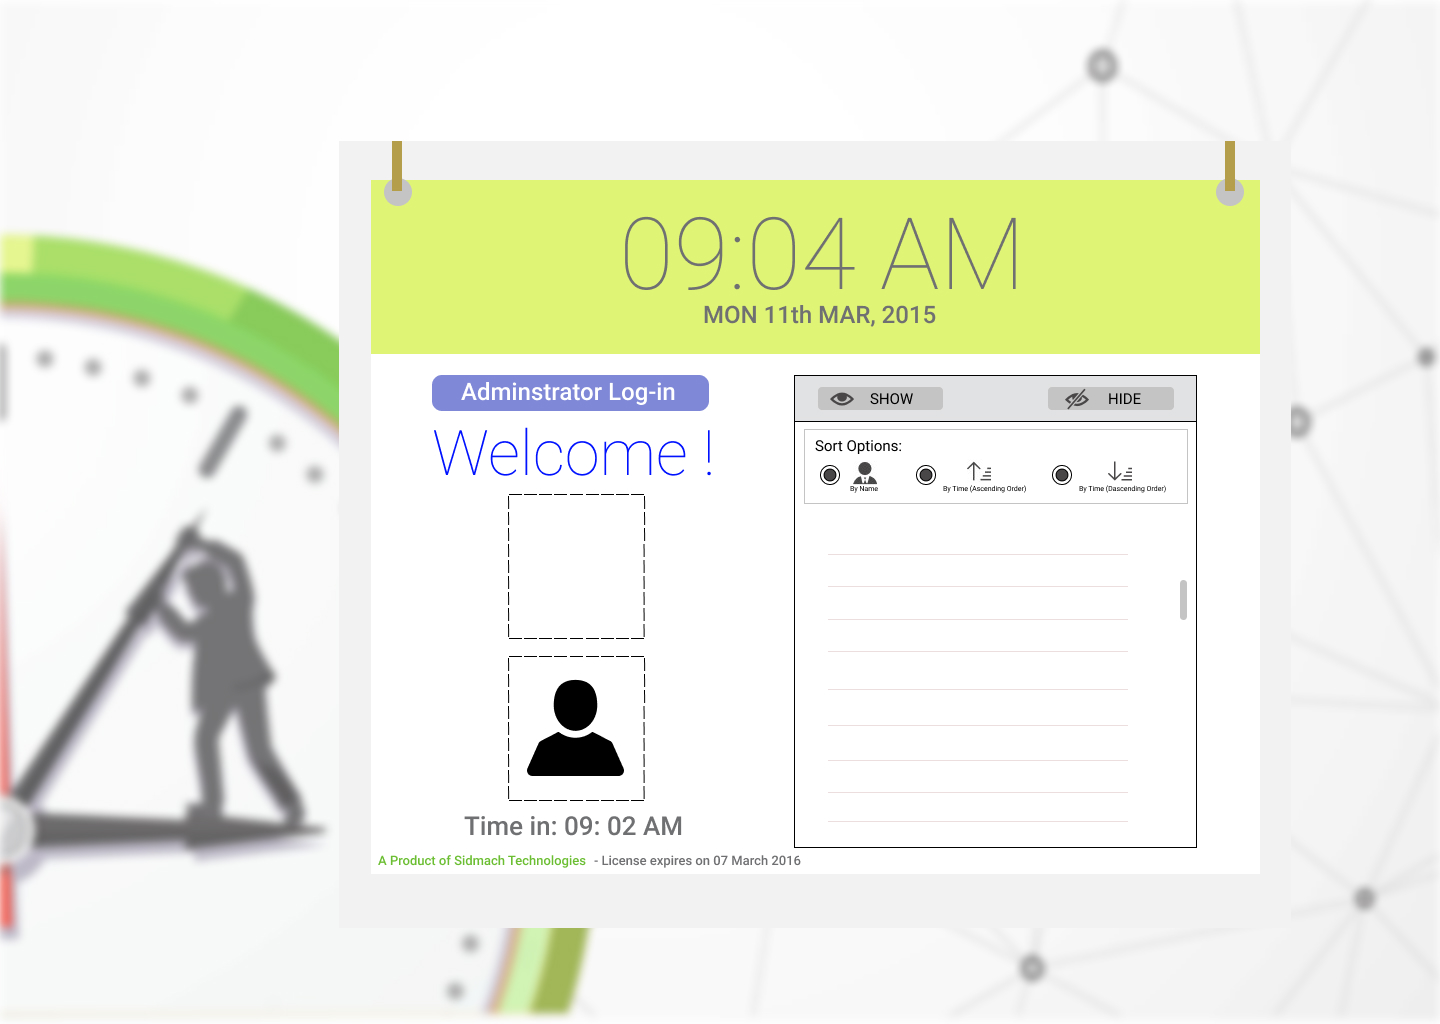 09:04 AM
MON 11th MAR, 2015
Adminstrator Log-in
Welcome !
Time in: 09: 02 AM
A Product of Sidmach Technologies - License expires on 07 March 2016
SHOW HIDE
Sort Options:
By Name By Time (Ascending Order) By Time (Dascending Order)